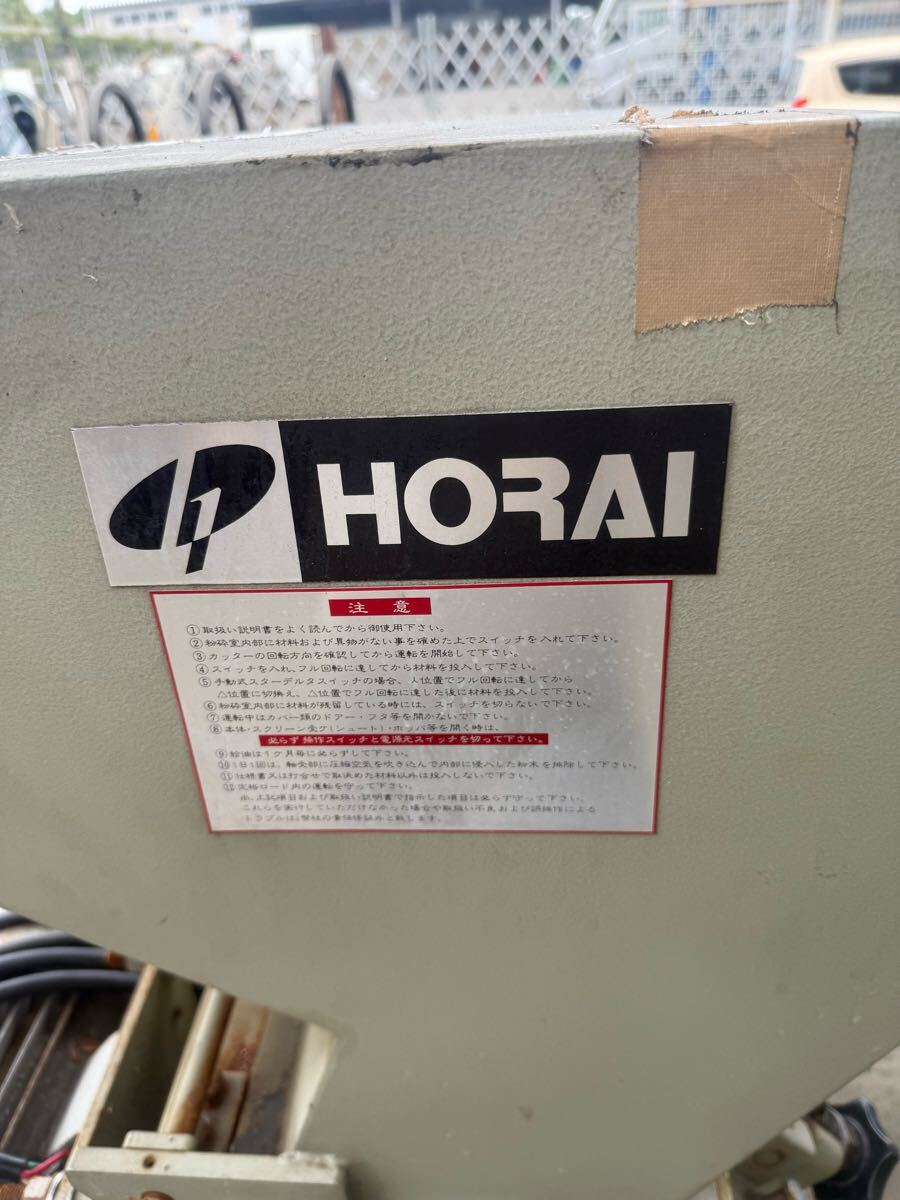 HORAI
注意
①取扱い説明書をよく読んでから御使用下さい。
②粉砕室内部に材料および異物がない事を確めた上でスイッチを入れて下さい。
③カッターの回転方向を確認してから運転を開始して下さい。
④スイッチを入れ、フル回転に達してから材料を投入して下さい。
⑤手動式スターデルタスイッチの場合、人位置でフル回転に達してから
△位置に切換え、△位置でフル回転に達した後に材料を投入して下さい。
⑥粉砕室内部に材料が残留している時には、スイッチを切らないで下さい。
⑦運転中はカバー類のドアー・フタ等を開かないで下さい。
⑧本体・スクリーン受ケ(シュート)・ホッパ等を開く時は、
必らず操作スイッチと電源元スイッチを切って下さい。
⑨給油は1ケ月毎に必らずして下さい。
⑩1日1回は、軸受部に圧縮空気を吹き込んで内部に侵入した粉末を排除して下さい。
⑪仕様書又は打合せで取決めた材料以外は投入しないで下さい。
⑫定格ロード内の運転を守って下さい。
尚、上記項目および取扱い説明書で指示した項目は必らず守って下さい。
これらを実行していただけなかった場合や取扱い不良および誤操作による
トラブルは、弊社の責任保証外と致します。